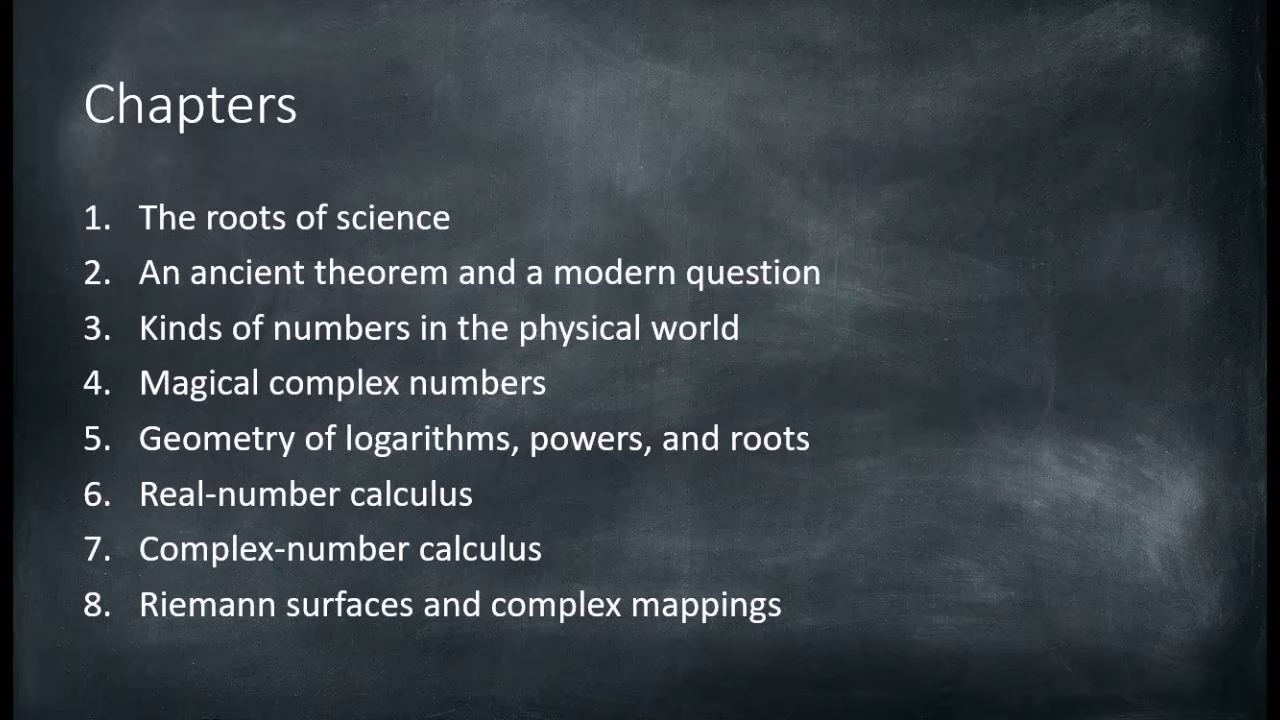 Chapters
1. The roots of science
2. An ancient theorem and a modern question
3. Kinds of numbers in the physical world
4. Magical complex numbers
5. Geometry of logarithms, powers, and roots
6. Real-number calculus
7. Complex-number calculus
8. Riemann surfaces and complex mappings